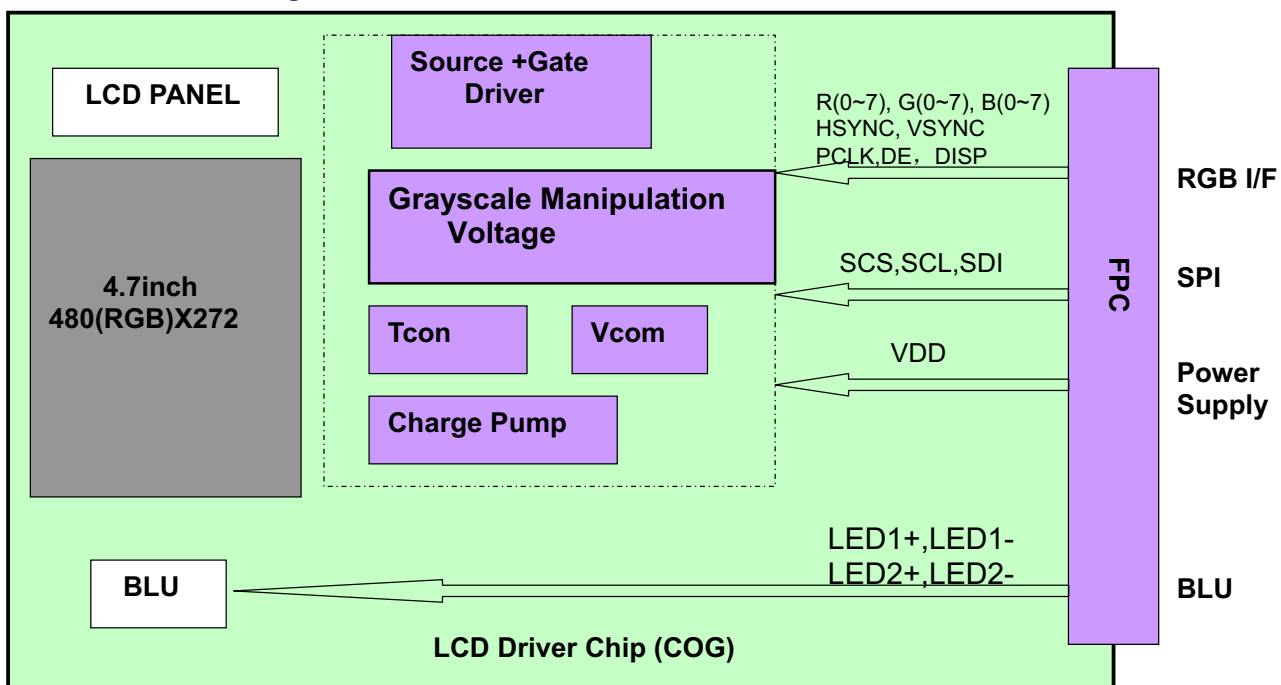 Source +Gate
Driver
LCD PANEL
R(0~7), G(0~7), B(0~7)
HSYNC, VSYNC
PCLK,DE，DISP
RGB I/F
Grayscale Manipulation
Voltage
4.7inch
480(RGB)X272
SCS,SCL,SDI
SPI
FPC
Tcon
Vcom
VDD
Power
Supply
Charge Pump
LED1+,LED1-
LED2+,LED2-
BLU
BLU
LCD Driver Chip (COG)